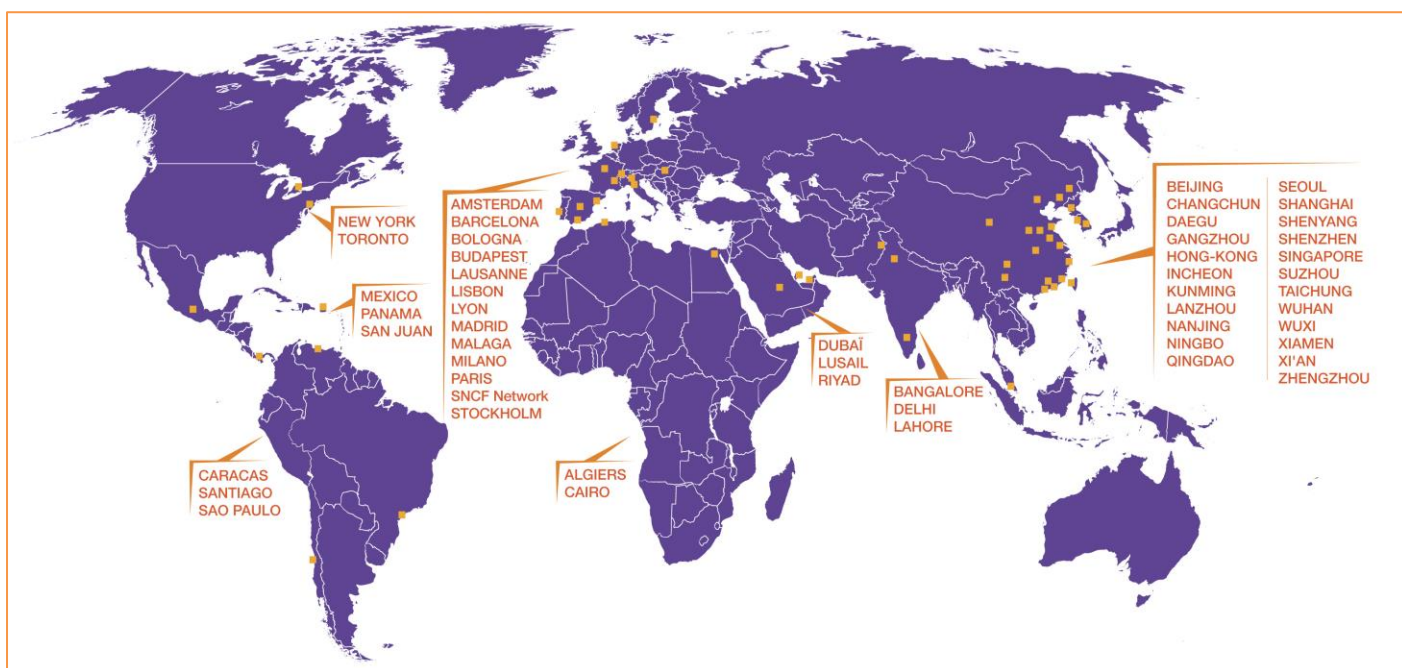 NEW YORK
TORONTO
MEXICO
PANAMA
SAN JUAN
CARACAS
SANTIAGO
SAO PAULO
AMSTERDAM
BARCELONA
BOLOGNA
BUDAPEST
LAUSANNE
LISBON
LYON
MADRID
MALAGA
MILANO
PARIS
SNCF Network
STOCKHOLM
ALGIERS
CAIRO
DUBAÏ
LUSAIL
RIYAD
BANGALORE
DELHI
LAHORE
BEIJING
CHANGCHUN
DAEGU
GANGZHOU
HONG-KONG
INCHEON
KUNMING
LANZHOU
NANJING
NINGBO
QINGDAO
SEOUL
SHANGHAI
SHENYANG
SHENZHEN
SINGAPORE
SUZHOU
TAICHUNG
WUHAN
WUXI
XIAMEN
XI'AN
ZHENGZHOU